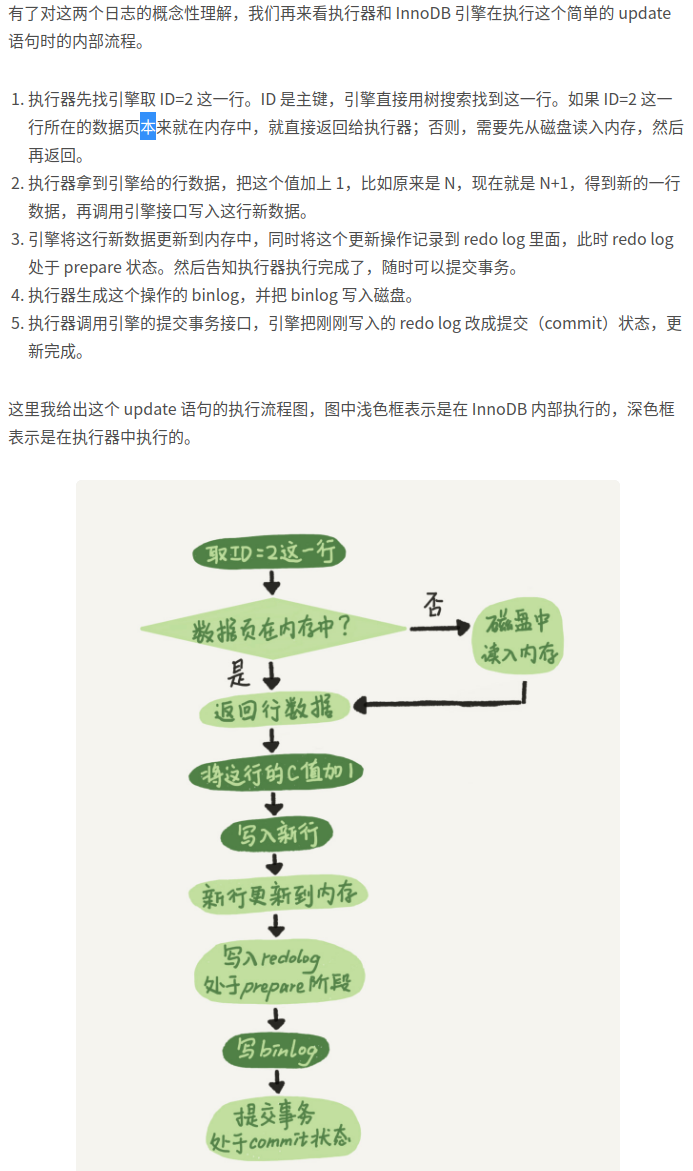 有了对这两个日志的概念性理解，我们再来看执行器和 InnoDB 引擎在执行这个简单的 update
语句时的内部流程。
1. 执行器先找引擎取 ID=2 这一行。ID 是主键，引擎直接用树搜索找到这一行。如果 ID=2 这一
行所在的数据页本来就在内存中，就直接返回给执行器；否则，需要先从磁盘读入内存，然后
再返回。
2. 执行器拿到引擎给的行数据，把这个值加上 1，比如原来是 N，现在就是 N+1，得到新的一行
数据，再调用引擎接口写入这行新数据。
3. 引擎将这行新数据更新到内存中，同时将这个更新操作记录到 redo log 里面，此时 redo log
处于 prepare 状态。然后告知执行器执行完成了，随时可以提交事务。
4. 执行器生成这个操作的 binlog，并把 binlog 写入磁盘。
5. 执行器调用引擎的提交事务接口，引擎把刚刚写入的 redo log 改成提交（commit）状态，更
新完成。
这里我给出这个 update 语句的执行流程图，图中浅色框表示是在 InnoDB 内部执行的，深色框
表示是在执行器中执行的。
取ID=2这一行
数据页在内存中？
否
磁盘中
读入内存
是
返回行数据
将这行的C值加1
写入新行
新行更新到内存
写入redolog
处于prepare阶段
写binlog
提交事务
处于commit状态